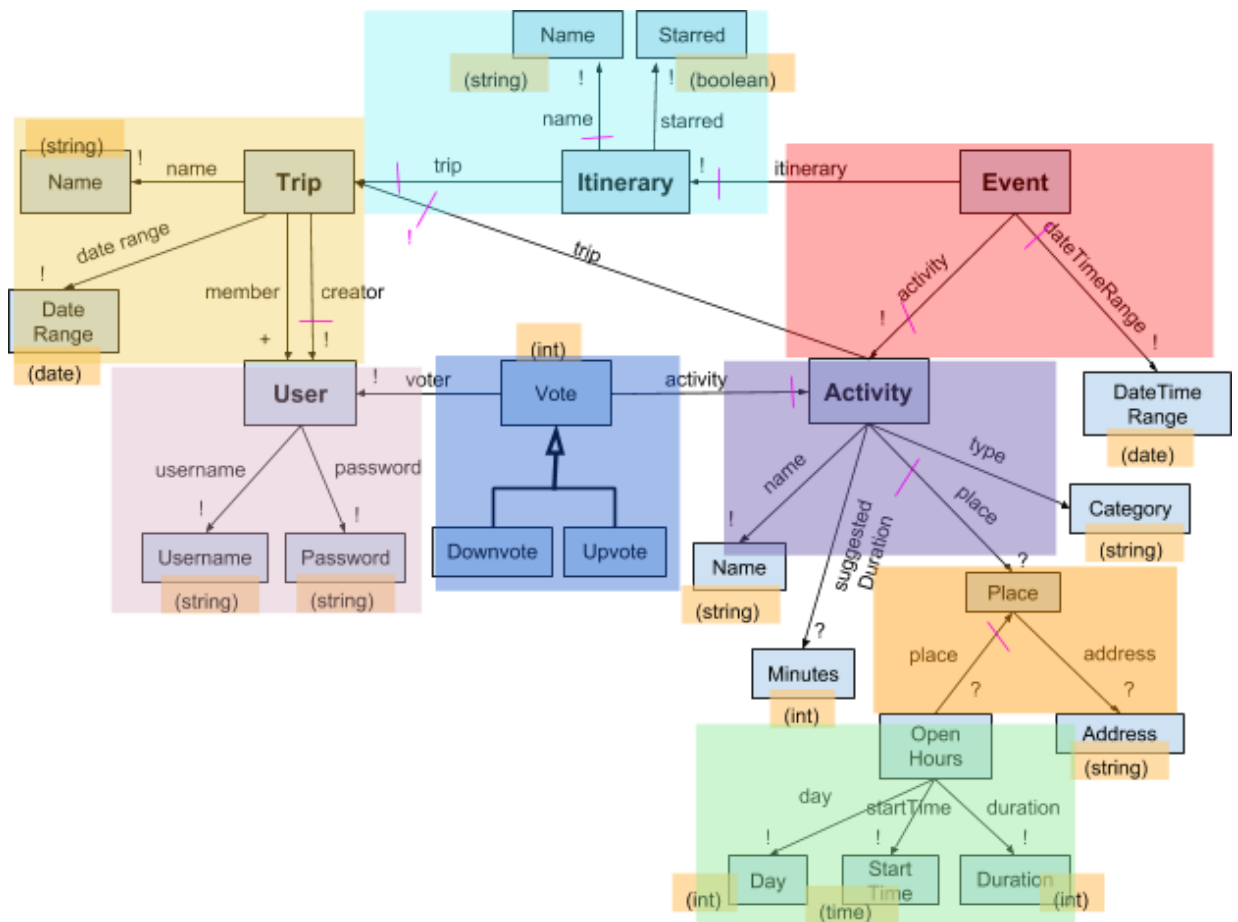 Name
Starred
(string)
!
!
(boolean)
name
starred
(string)
!
name
Name
Trip
trip
Itinerary
!
itinerary
Event
!
date range
!
trip
dateTimeRange
activity
Date
Range
(date)
member
creator
+
!
!
!
(int)
User
!
voter
Vote
activity
Activity
DateTime
Range
(date)
username
password
!
!
Username
Password
(string)
(string)
Downvote
Upvote
name
!
Name
(string)
suggested
Duration
?
Minutes
(int)
place
?
type
Category
(string)
Place
place
?
address
?
Open
Hours
Address
(string)
day
startTime
duration
!
!
!
Day
Start
Time
Duration
(int)
(time)
(int)